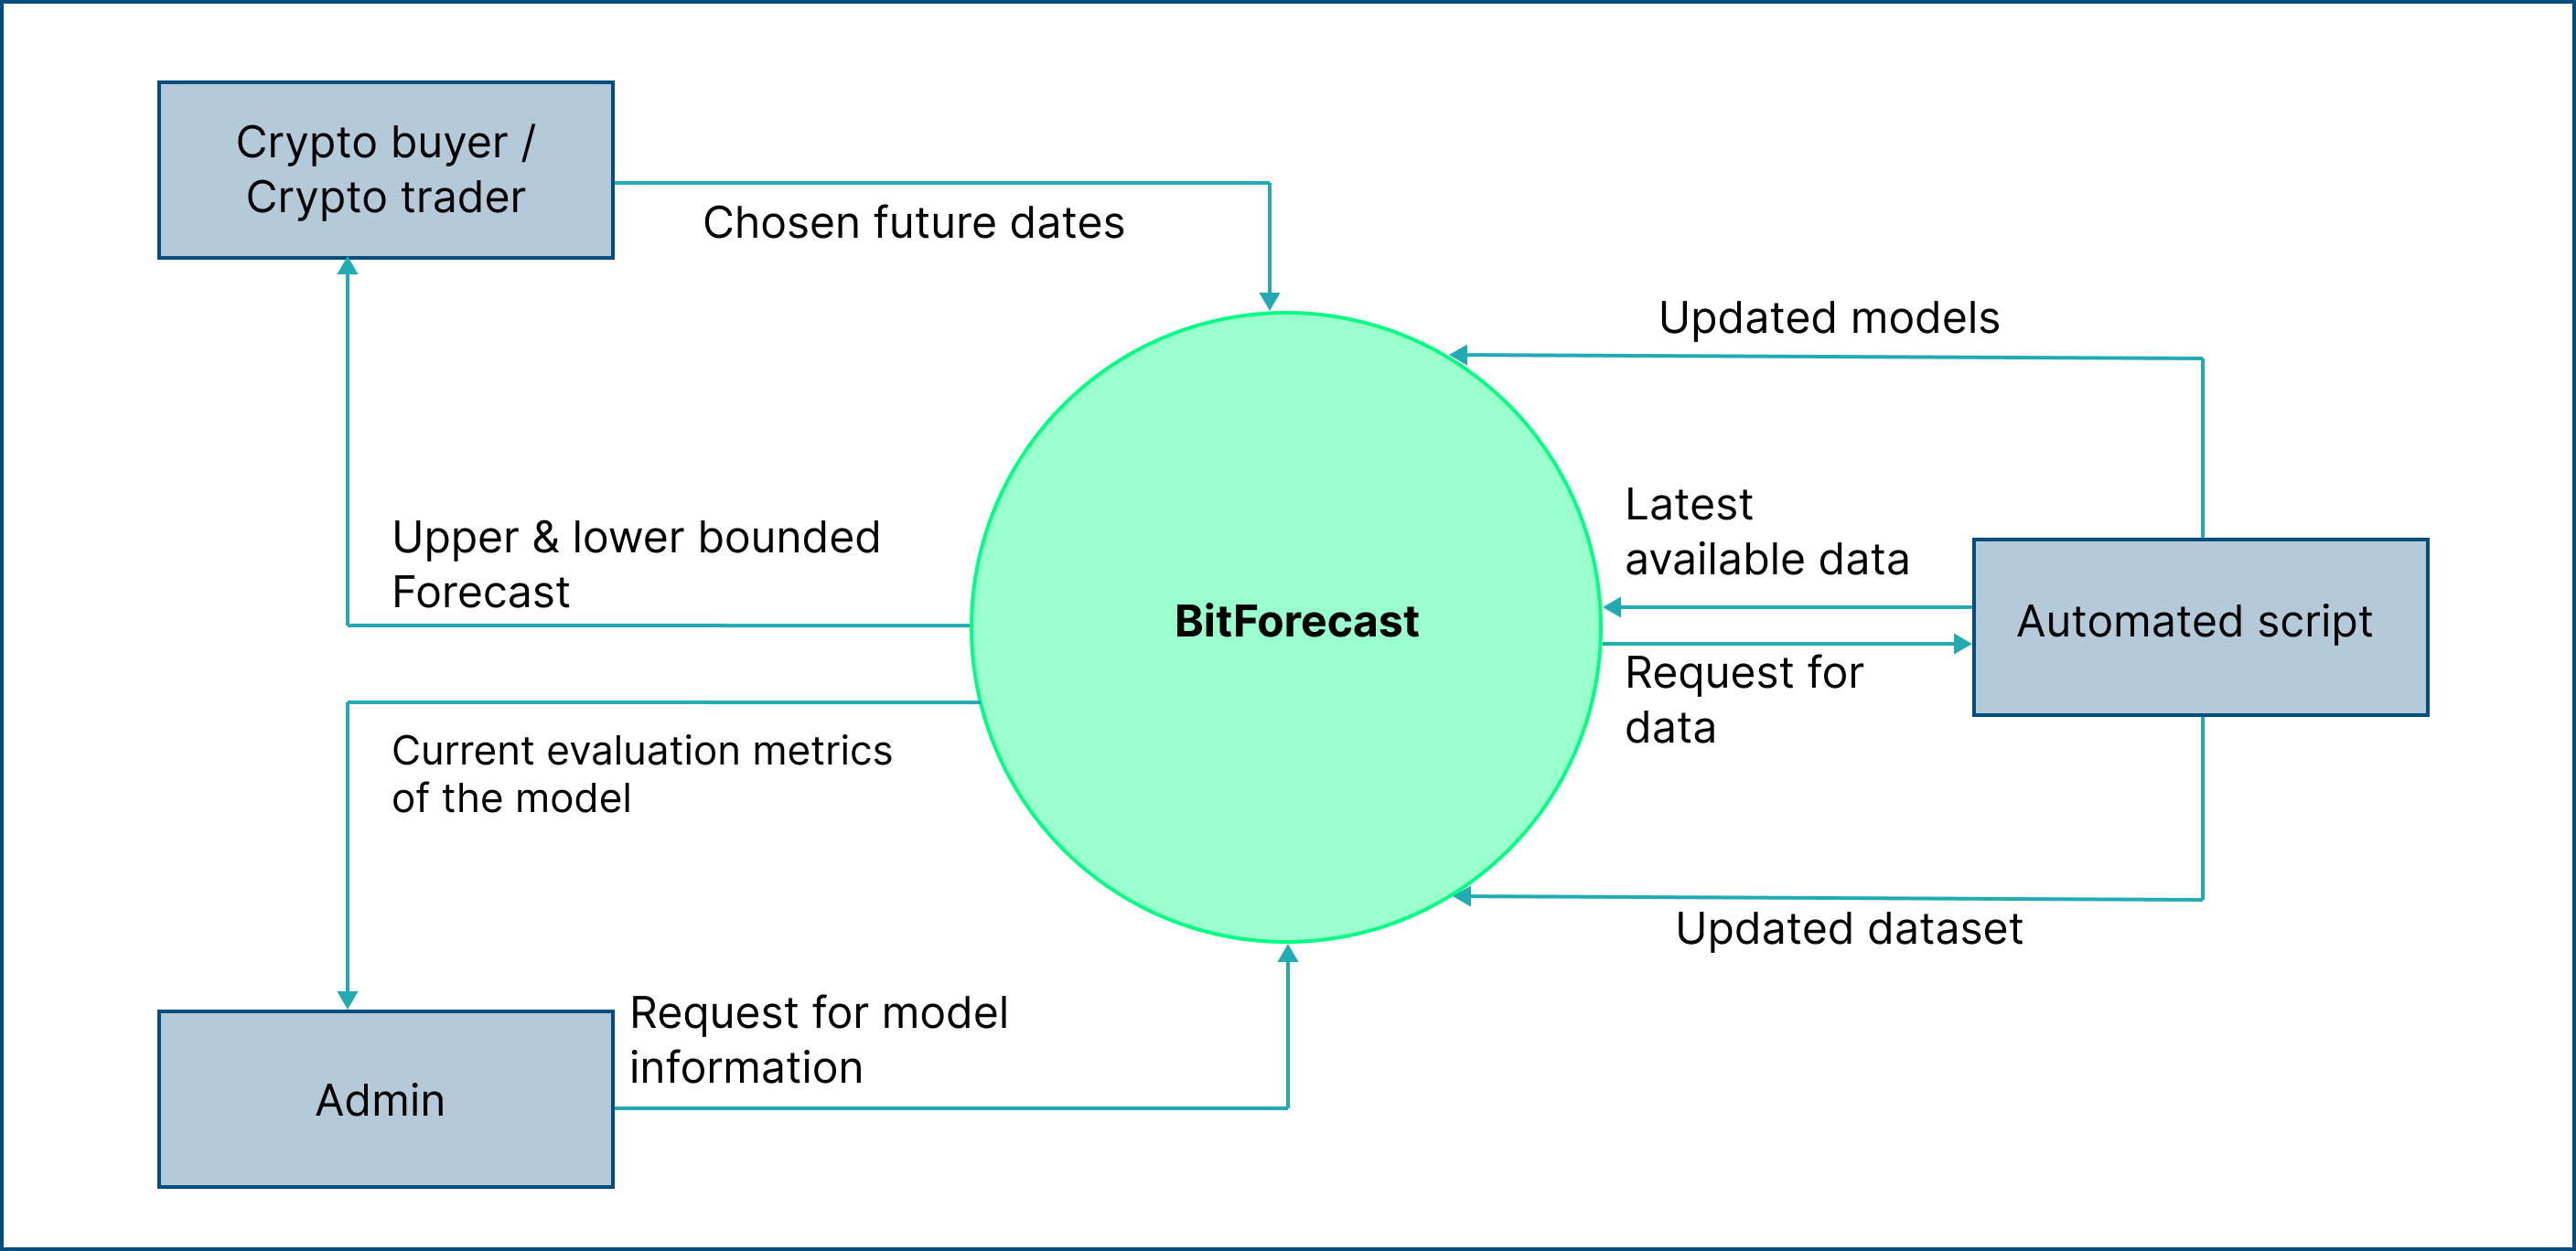 Crypto buyer /
Crypto trader
Chosen future dates
Updated models
Latest
available data
Upper & lower bounded
Forecast
BitForecast
Automated script
Request for
data
Current evaluation metrics
of the model
Updated dataset
Request for model
information
Admin